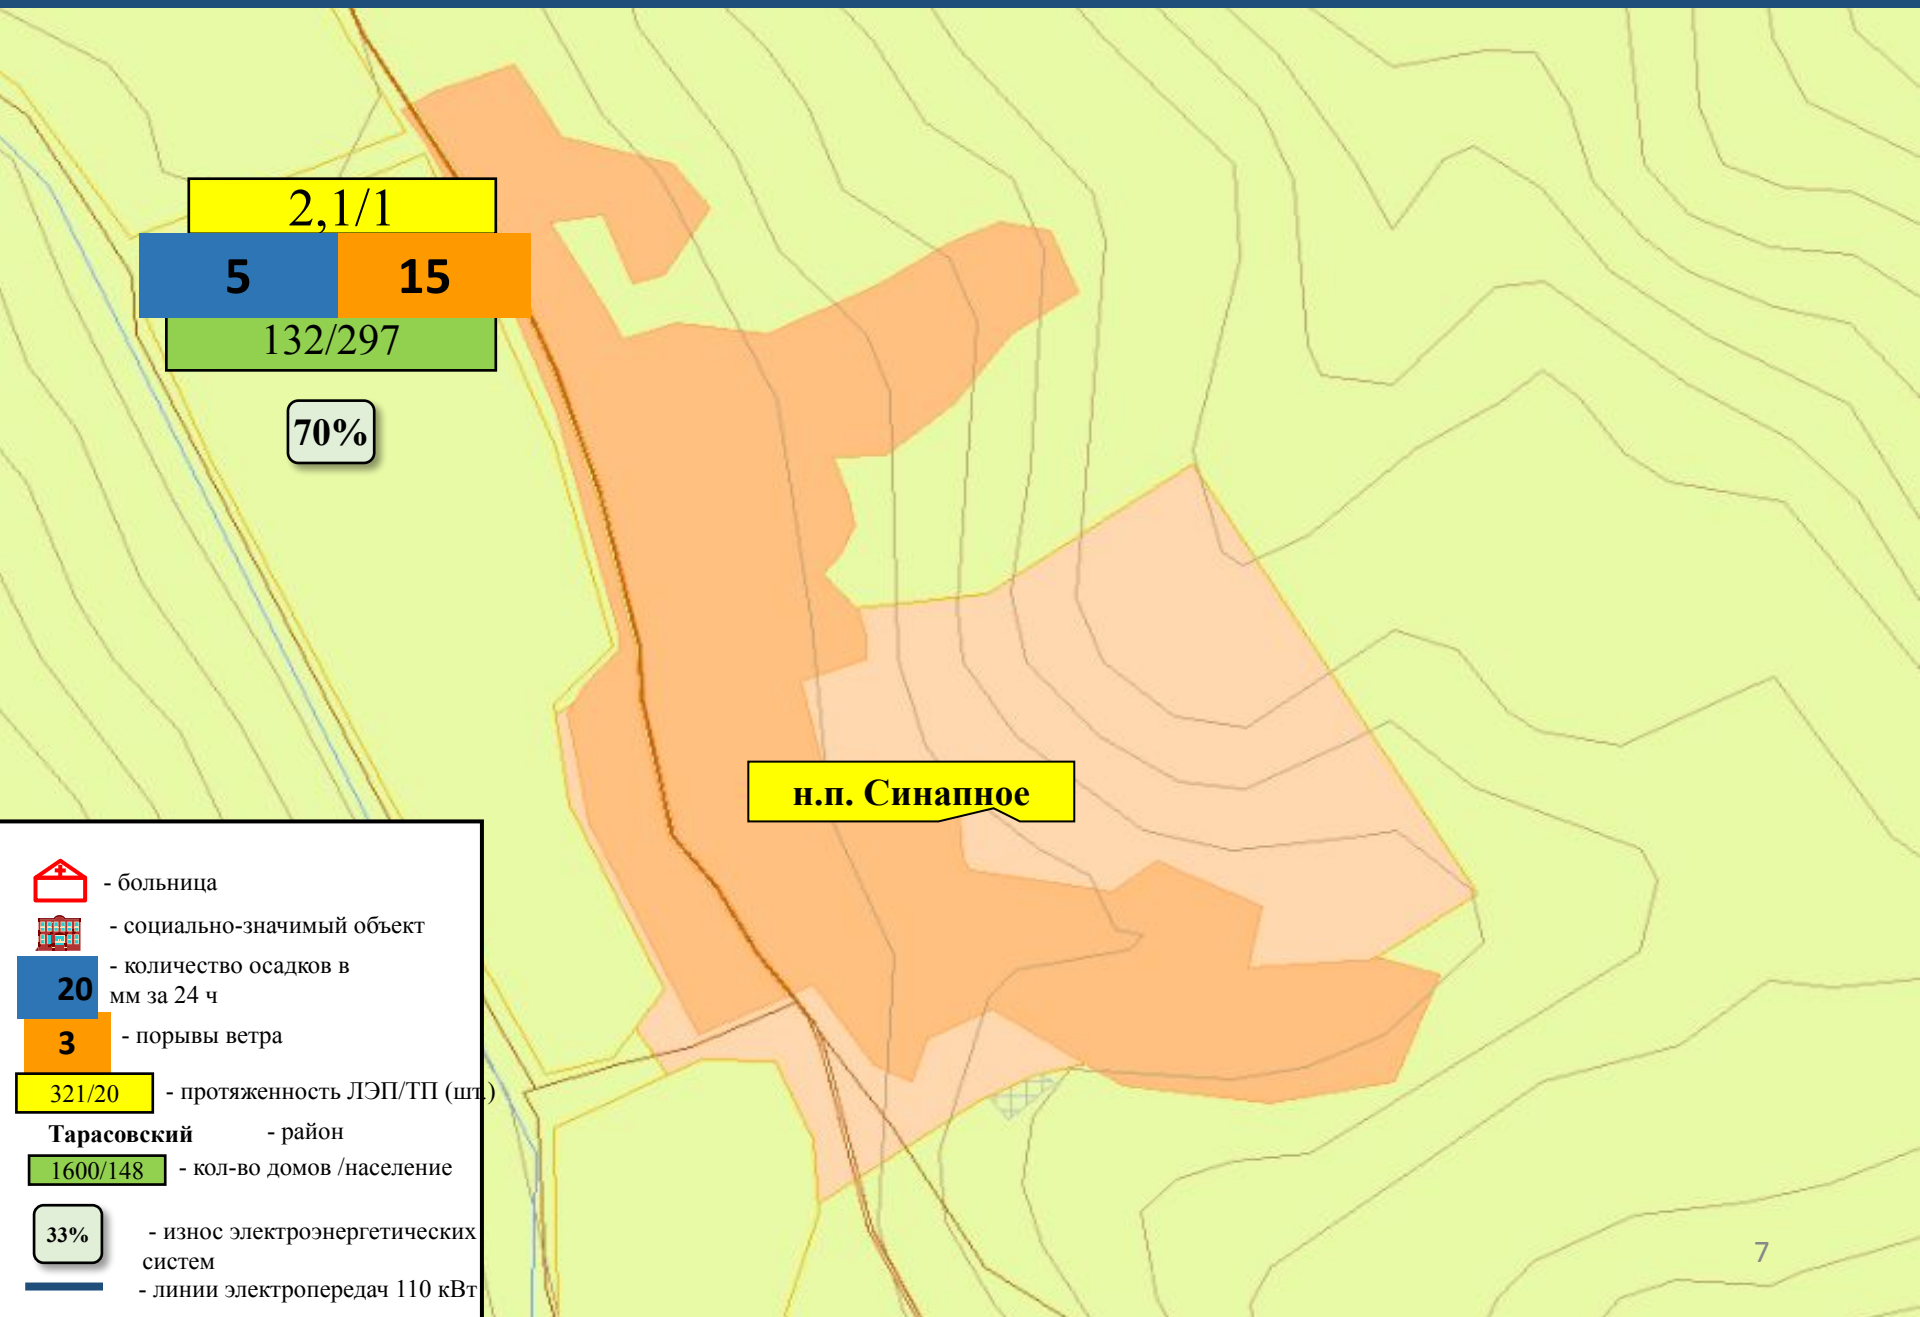 2,1/1
5 15
132/297
70%
н.п. Синапное
- больница
- социально-значимый объект
- количество осадков в
20 мм за 24 ч
3 - порывы ветра
321/20 - протяженность ЛЭП/ТП (шт.)
Тарасовский - район
1600/148 - кол-во домов /население
33% - износ электроэнергетических
систем
- линии электропередач 110 кВт
7